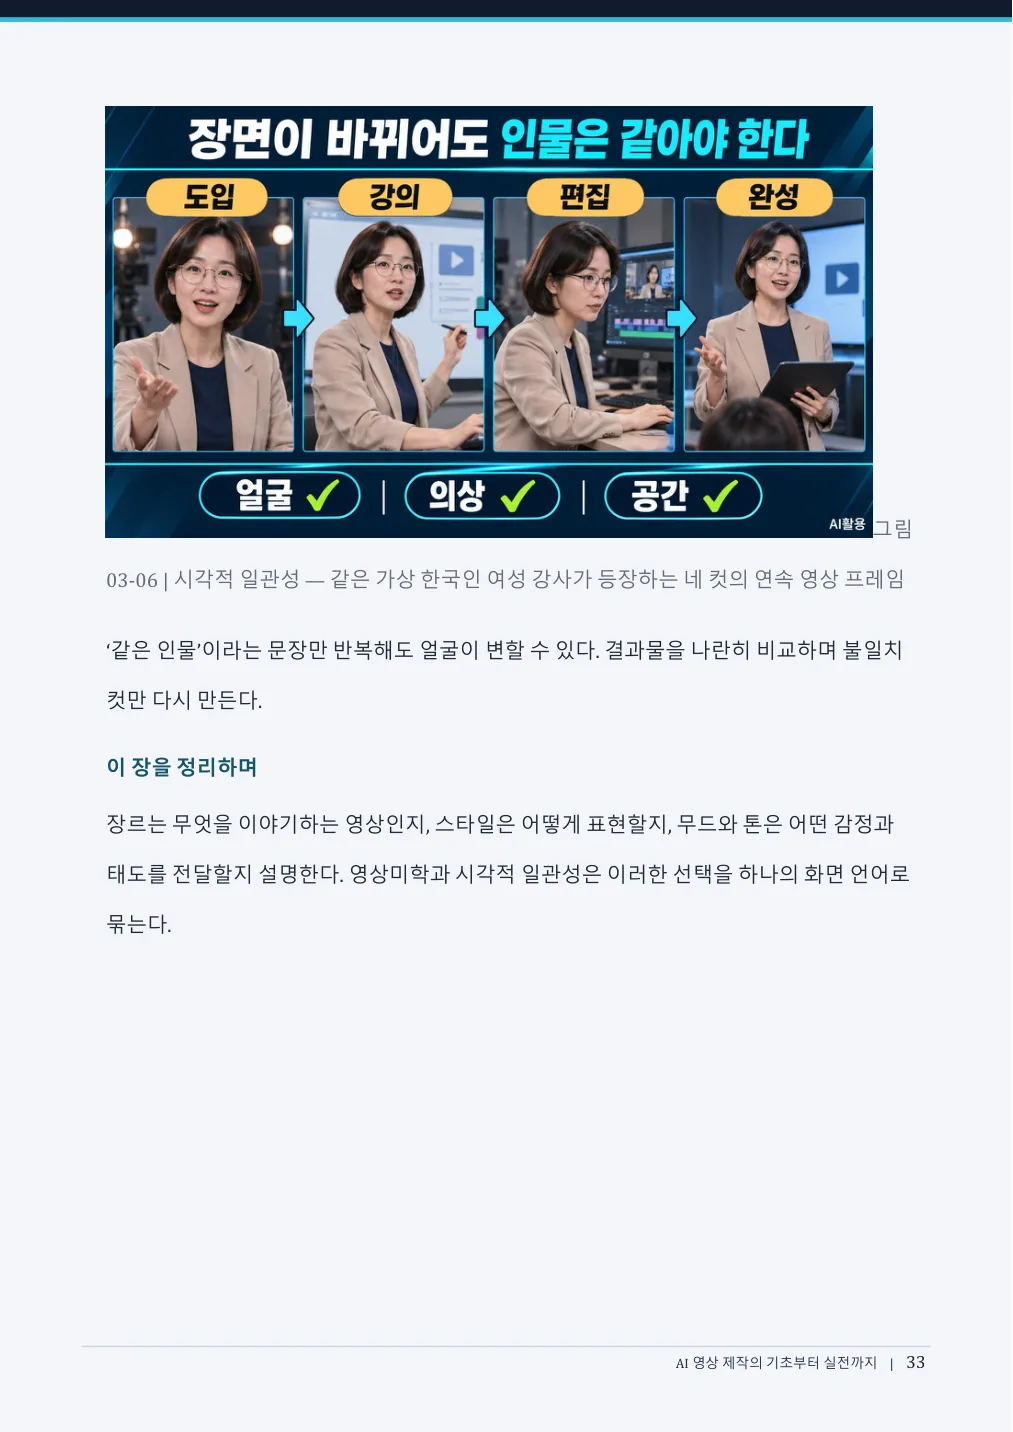 장면이 바뀌어도 인물은 같아야 한다
도입
강의
편집
완성
얼굴 ✓ | 의상 ✓ | 공간 ✓
AI활용
그림
03-06 | 시각적 일관성 — 같은 가상 한국인 여성 강사가 등장하는 네 컷의 연속 영상 프레임
‘같은 인물’이라는 문장만 반복해도 얼굴이 변할 수 있다. 결과물을 나란히 비교하며 불일치
컷만 다시 만든다.
이 장을 정리하며
장르는 무엇을 이야기하는 영상인지, 스타일은 어떻게 표현할지, 무드와 톤은 어떤 감정과
태도를 전달할지 설명한다. 영상미학과 시각적 일관성은 이러한 선택을 하나의 화면 언어로
묶는다.
AI 영상 제작의 기초부터 실전까지 | 33